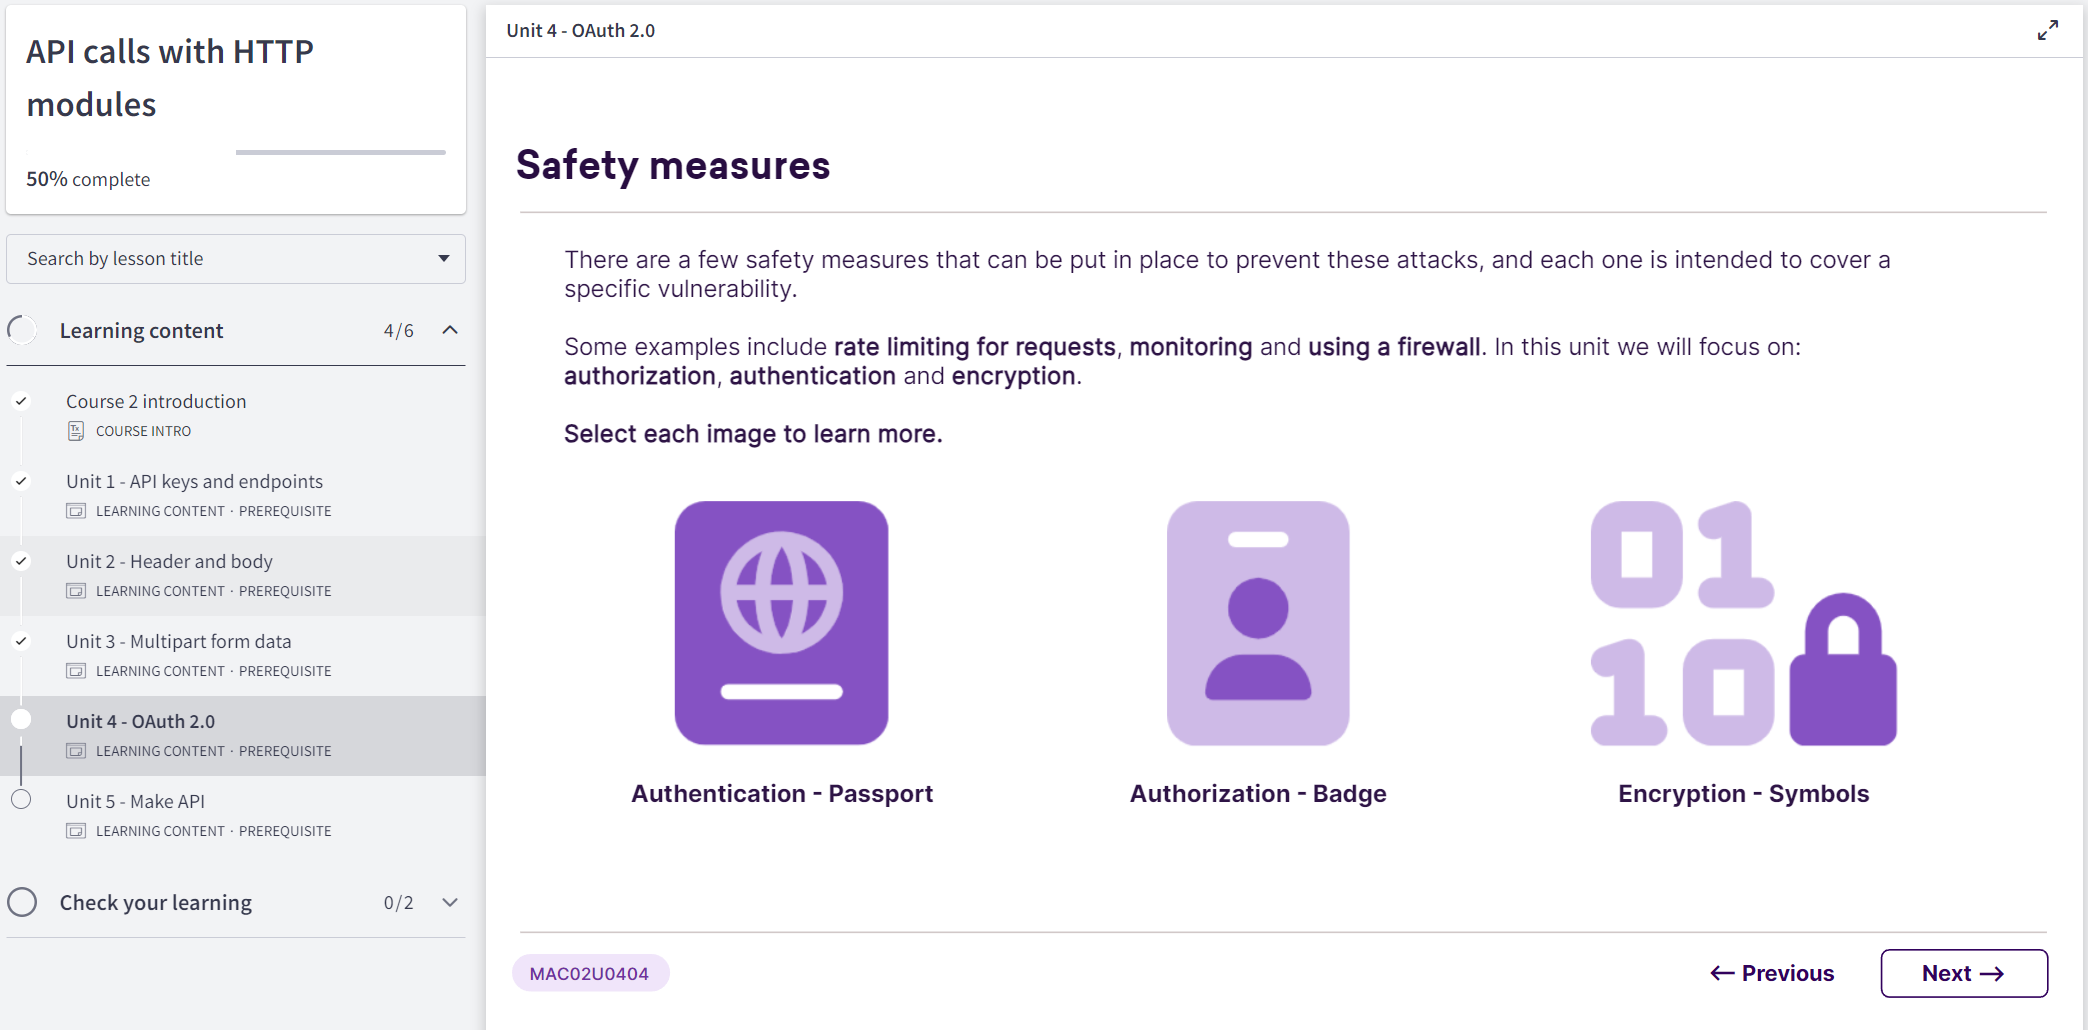 API calls with HTTP
modules
50% complete
Search by lesson title
Learning content 4/6
Course 2 introduction
COURSE INTRO
Unit 1 - API keys and endpoints
LEARNING CONTENT · PREREQUISITE
Unit 2 - Header and body
LEARNING CONTENT · PREREQUISITE
Unit 3 - Multipart form data
LEARNING CONTENT · PREREQUISITE
Unit 4 - OAuth 2.0
LEARNING CONTENT · PREREQUISITE
Unit 5 - Make API
LEARNING CONTENT · PREREQUISITE
Check your learning 0/2
Unit 4 - OAuth 2.0
Safety measures
There are a few safety measures that can be put in place to prevent these attacks, and each one is intended to cover a
specific vulnerability.
Some examples include rate limiting for requests, monitoring and using a firewall. In this unit we will focus on:
authorization, authentication and encryption.
Select each image to learn more.
01
10
Authentication - Passport
Authorization - Badge
Encryption - Symbols
MAC02U0404
← Previous
Next →